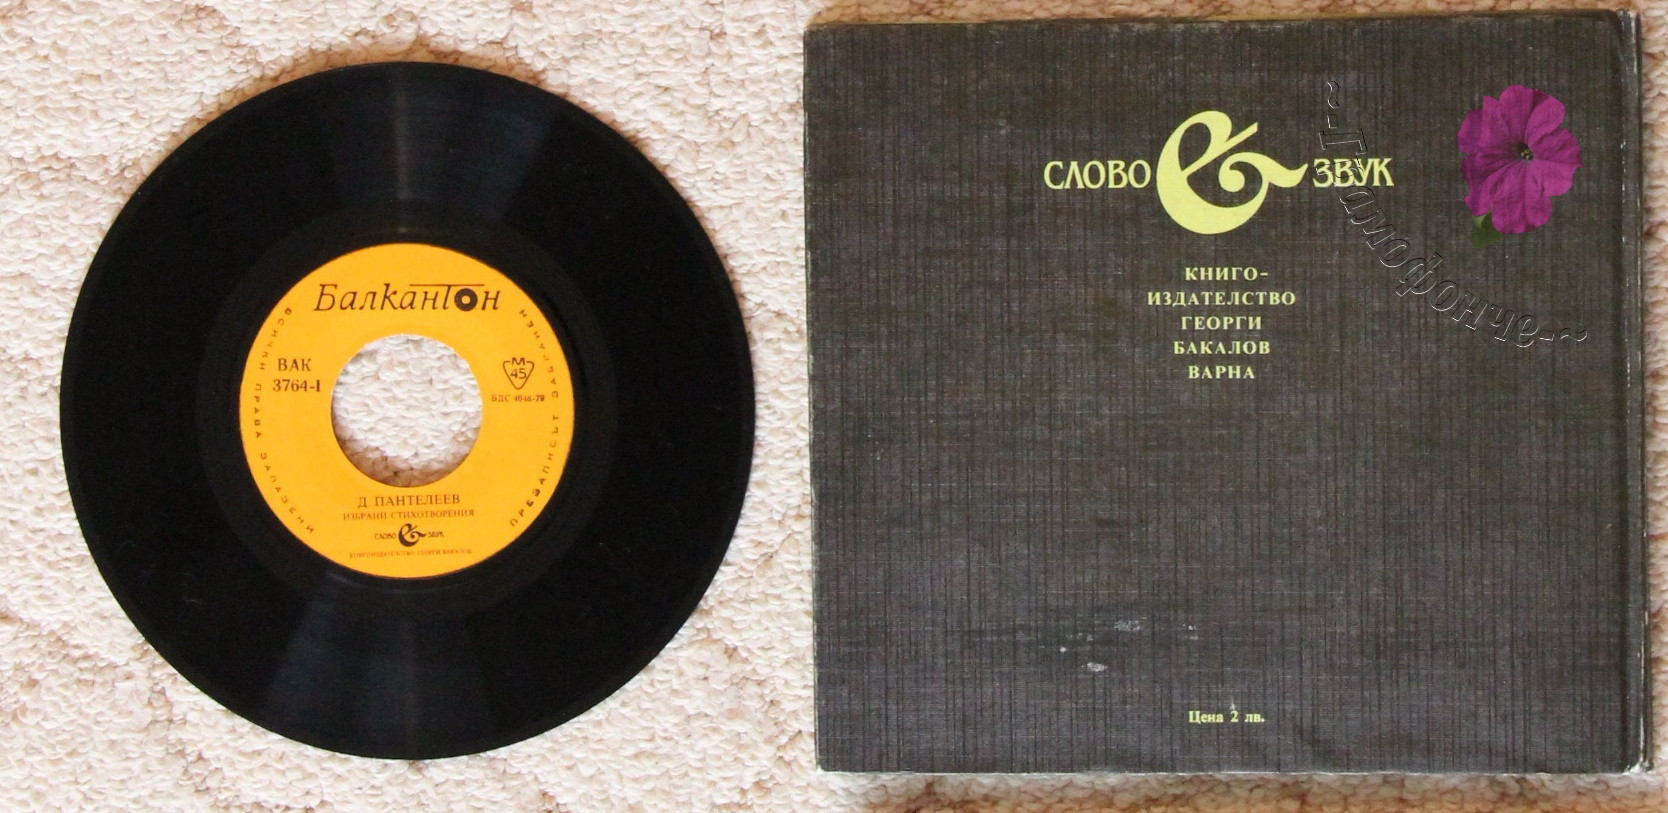 Балкантон
ВСИЧКИ ПРАВА ЗАПАЗЕНИ
ПРЕЗАПИСЪТ ЗАБРАНЕН
ВАК
3764-I
М
45
БДС 4648-79
Д. ПАНТЕЛЕЕВ
ИЗБРАНИ СТИХОТВОРЕНИЯ
СЛОВО & ЗВУК
КНИГОИЗДАТЕЛСТВО ГЕОРГИ БАКАЛОВ
СЛОВО & ЗВУК
КНИГО-
ИЗДАТЕЛСТВО
ГЕОРГИ
БАКАЛОВ
ВАРНА
Цена 2 лв.
~-Грамофонче-~